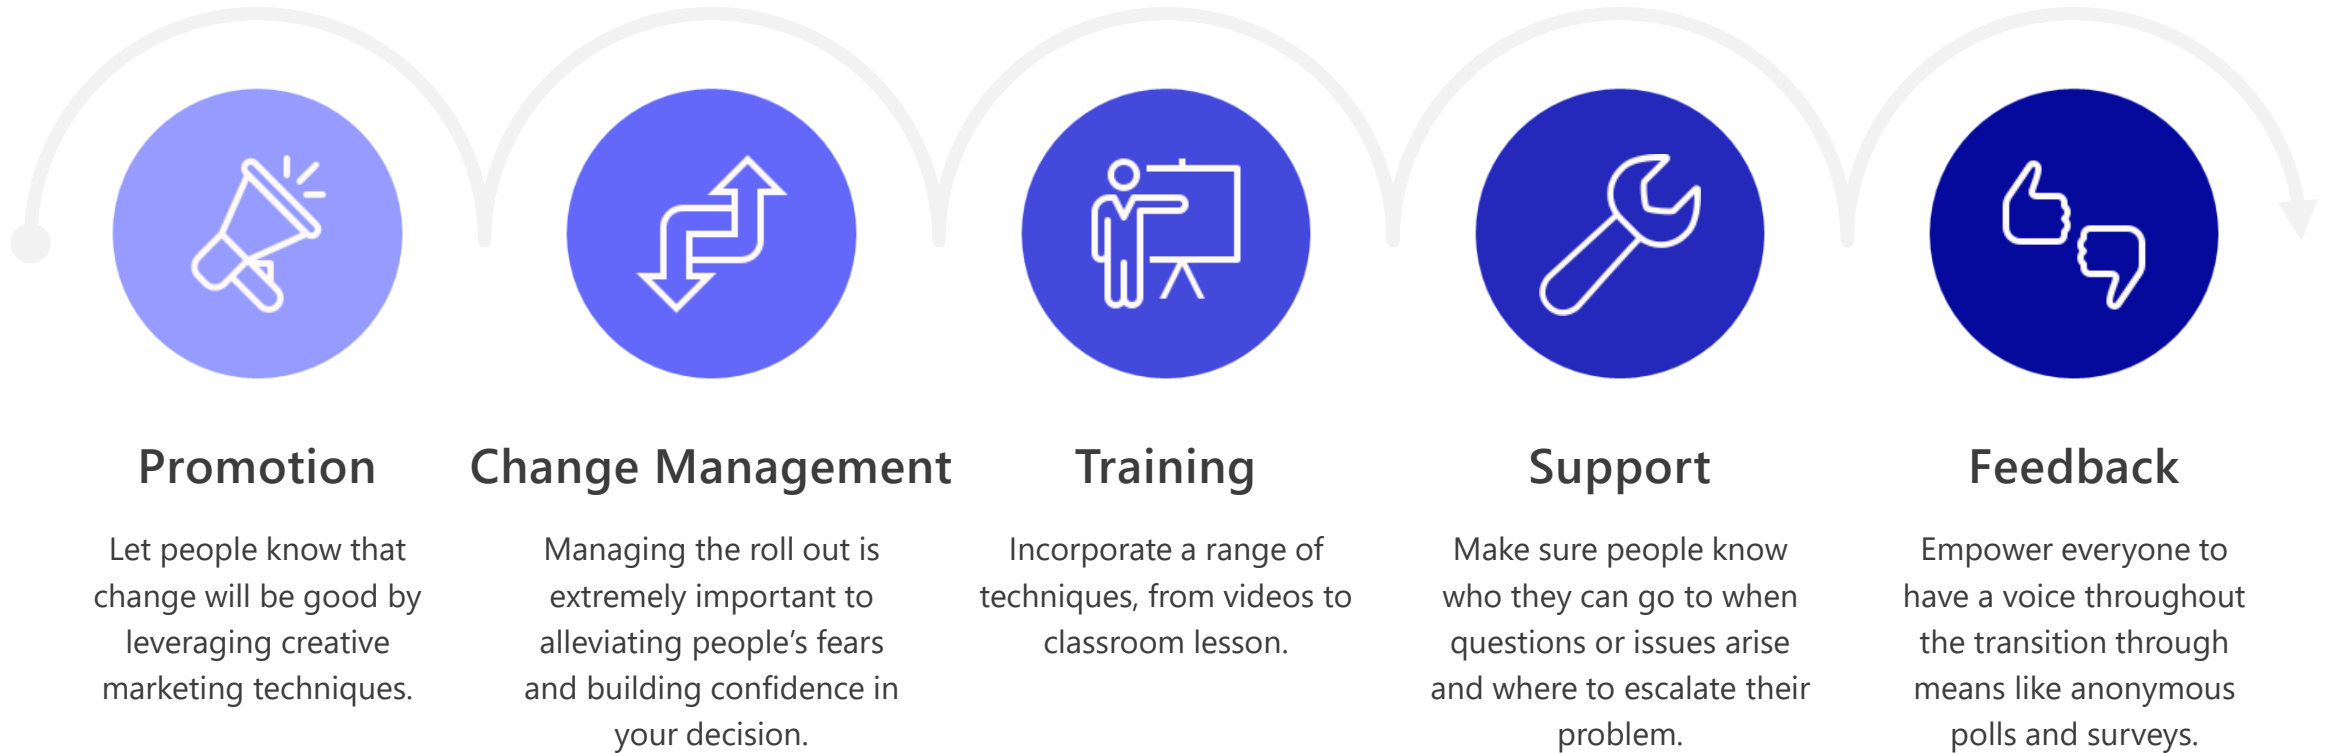 Promotion
Let people know that
change will be good by
leveraging creative
marketing techniques.
Change Management
Managing the roll out is
extremely important to
alleviating people’s fears
and building confidence in
your decision.
Training
Incorporate a range of
techniques, from videos to
classroom lesson.
Support
Make sure people know
who they can go to when
questions or issues arise
and where to escalate their
problem.
Feedback
Empower everyone to
have a voice throughout
the transition through
means like anonymous
polls and surveys.